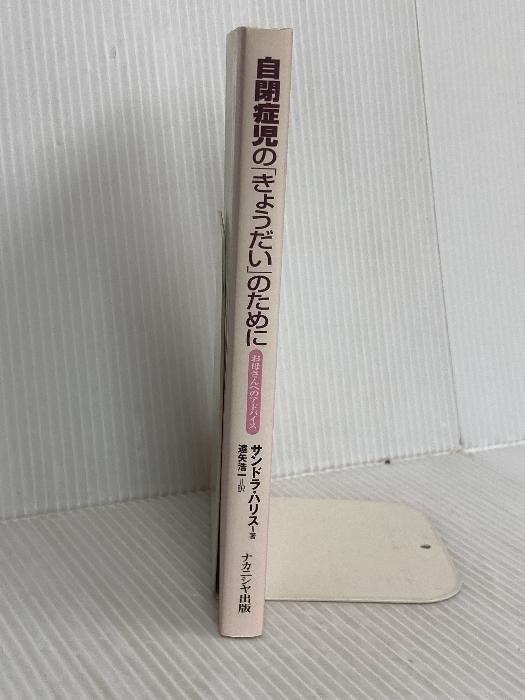 自閉症児の「きょうだい」のために
お母さんへのアドバイス
サンドラ・ハリス=著
遠矢浩一=訳
ナカニシヤ出版